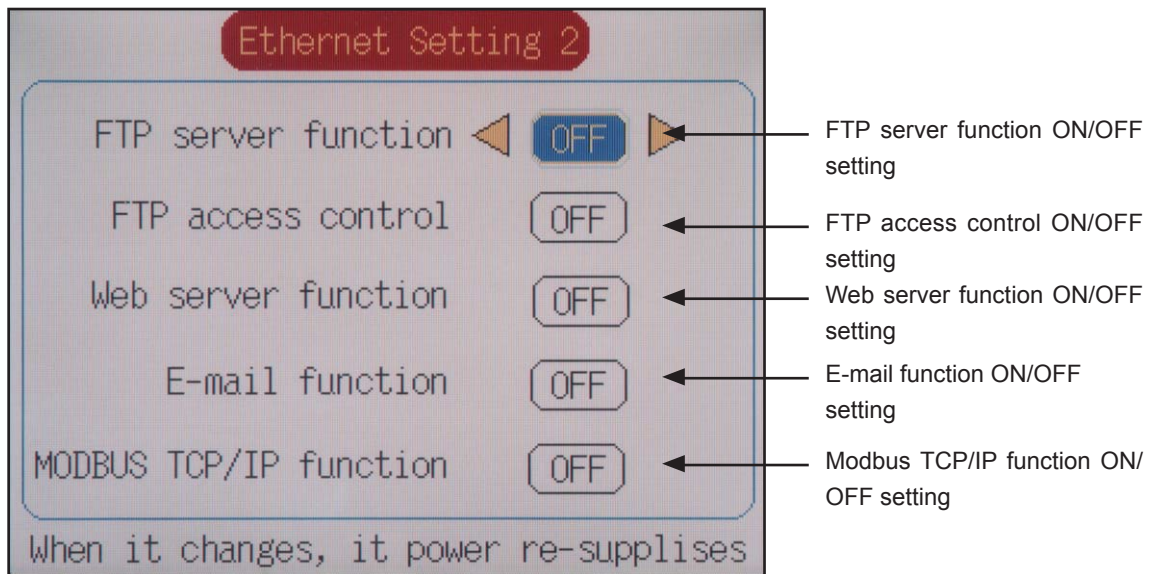 Ethernet Setting 2
FTP server function OFF
FTP access control OFF
Web server function OFF
E-mail function OFF
MODBUS TCP/IP function OFF
When it changes, it power re-supplises
FTP server function ON/OFF
setting
FTP access control ON/OFF
setting
Web server function ON/OFF
setting
E-mail function ON/OFF
setting
Modbus TCP/IP function ON/
OFF setting